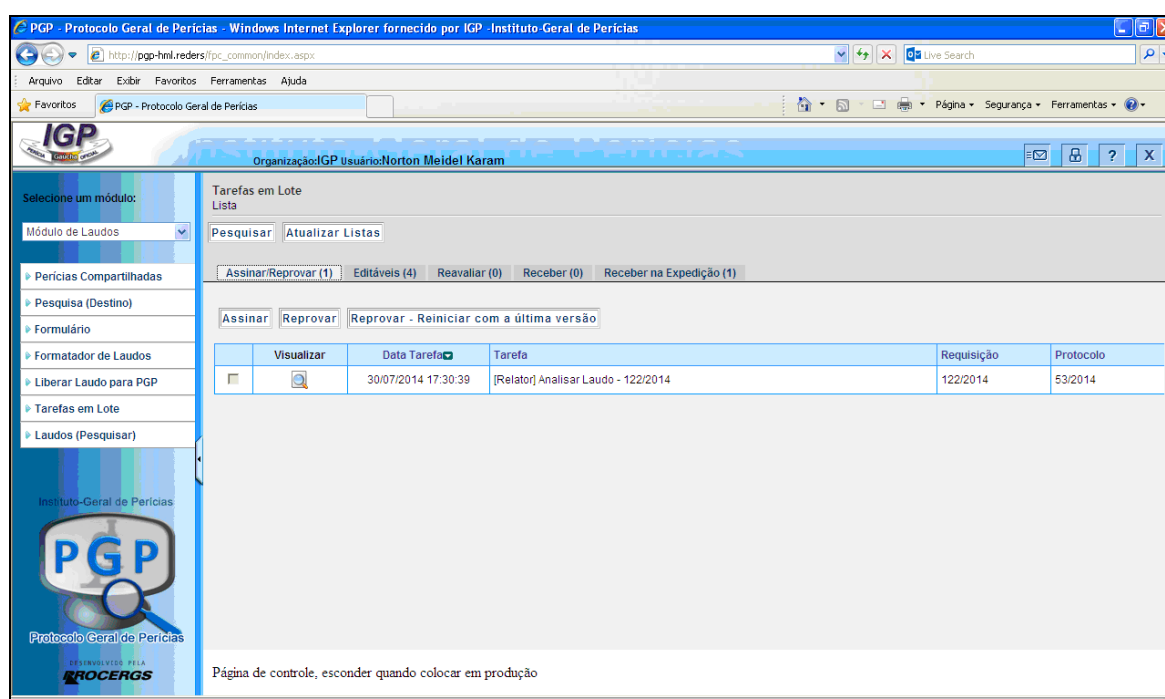 PGP - Protocolo Geral de Perícias - Windows Internet Explorer fornecido por IGP -Instituto-Geral de Perícias
http://pgp-hml.reders/fpc_common/index.aspx
Live Search
Arquivo Editar Exibir Favoritos Ferramentas Ajuda
Favoritos PGP - Protocolo Geral de Perícias
Página Segurança Ferramentas
IGP
Organização:IGP Usuário:Norton Meidel Karam
? X
Selecione um módulo:
Módulo de Laudos
Perícias Compartilhadas
Pesquisa (Destino)
Formulário
Formatador de Laudos
Liberar Laudo para PGP
Tarefas em Lote
Laudos (Pesquisar)
Instituto-Geral de Perícias
PGP
Protocolo Geral de Perícias
DESENVOLVIDO PELA
PROCERGS
Tarefas em Lote
Lista
Pesquisar Atualizar Listas
Assinar/Reprovar (1) Editáveis (4) Reavaliar (0) Receber (0) Receber na Expedição (1)
Assinar Reprovar Reprovar - Reiniciar com a última versão
Visualizar Data Tarefa Tarefa Requisição Protocolo
30/07/2014 17:30:39 [Relator] Analisar Laudo - 122/2014 122/2014 53/2014
Página de controle, esconder quando colocar em produção